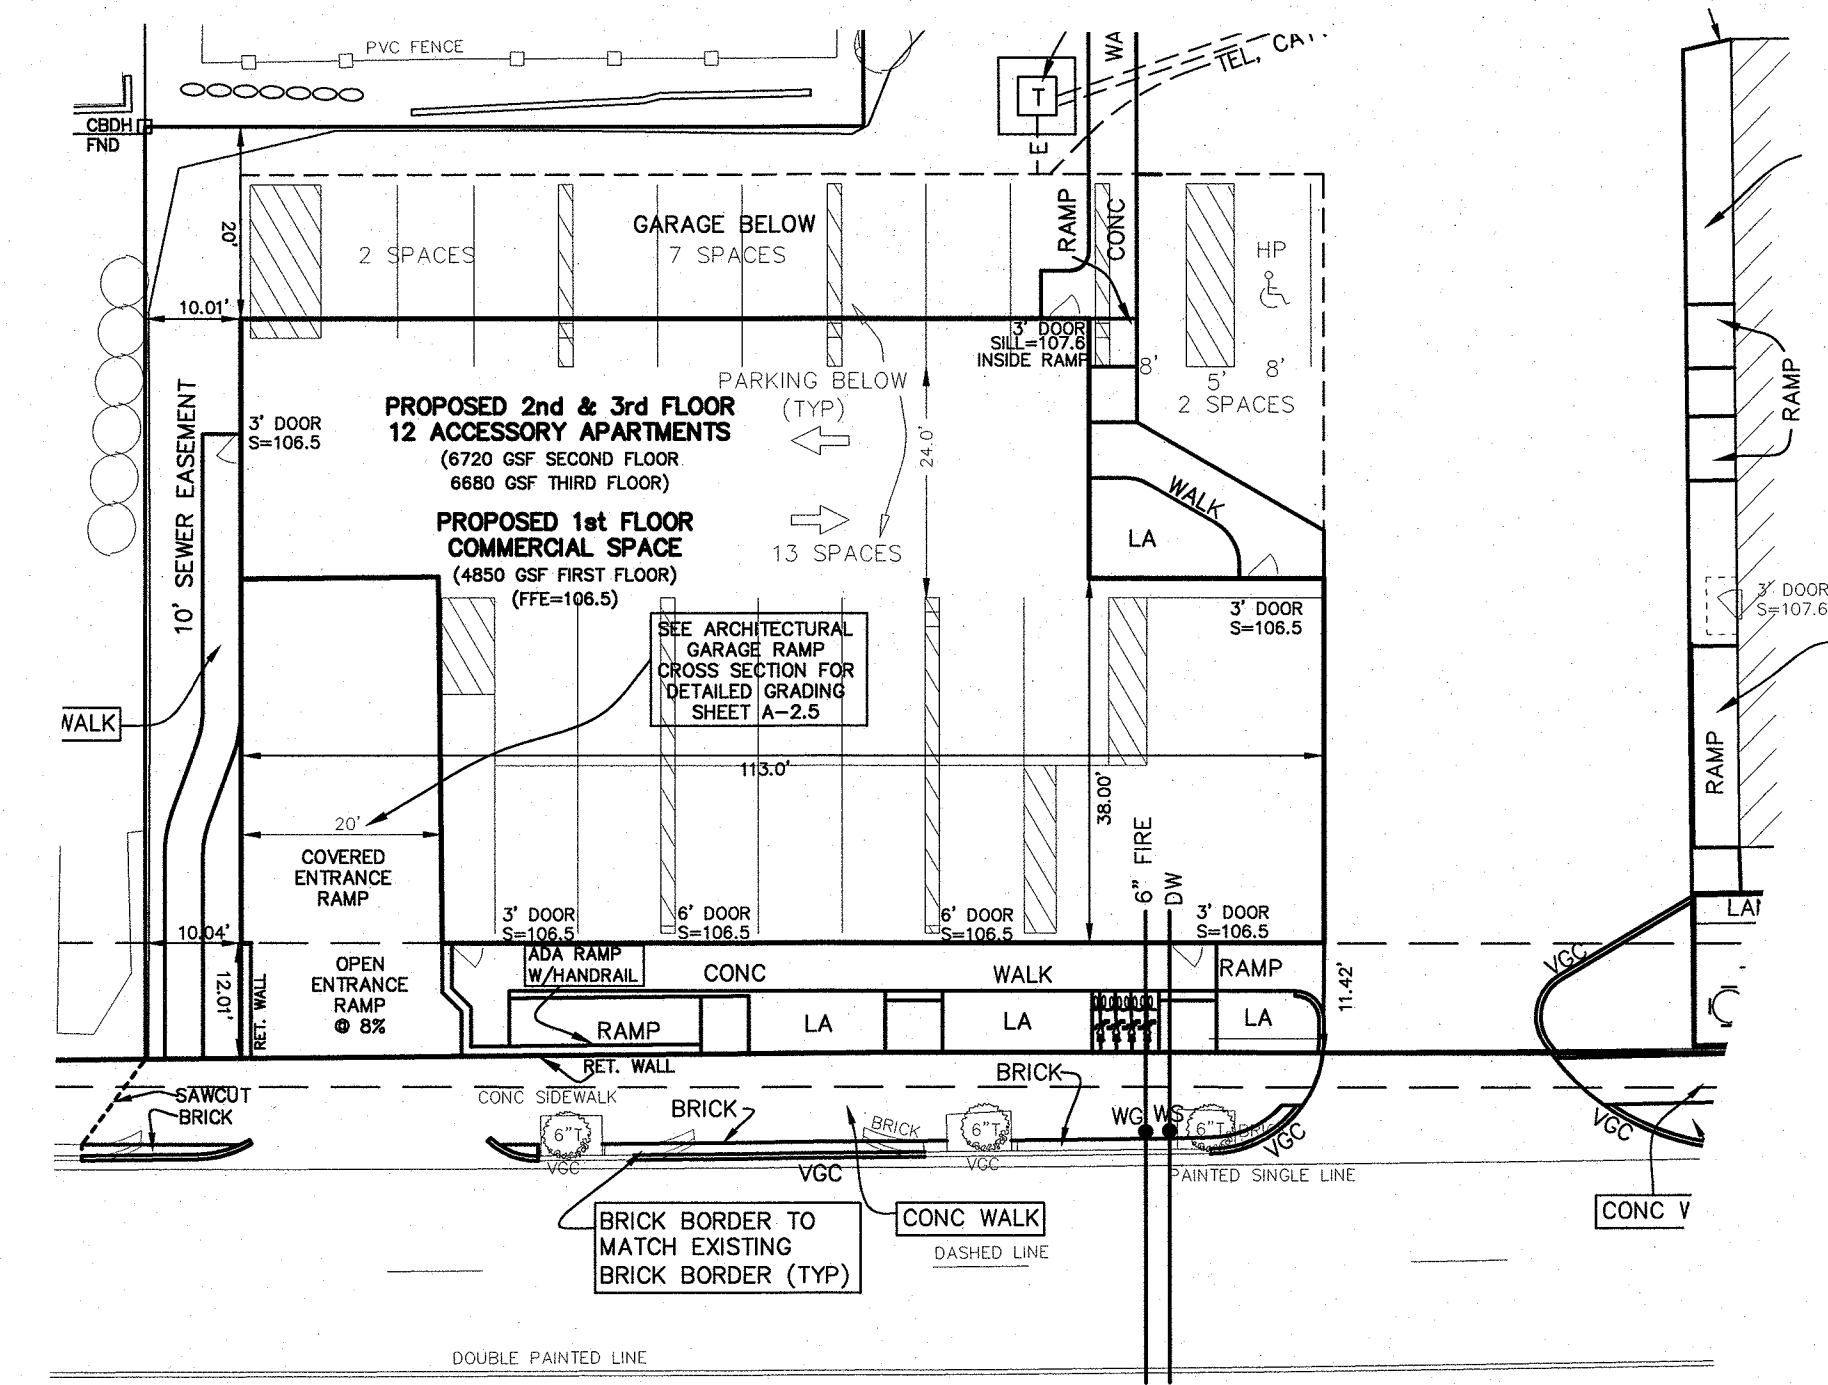 PVC FENCE
WA
TEL, CAT.
T
CBDH
FND
E
20'
GARAGE BELOW
2 SPACES
7 SPACES
RAMP
CONC
HP
10.01'
3' DOOR
SILL=107.6
INSIDE RAMP
8'
5'
8'
2 SPACES
RAMP
PARKING BELOW
(TYP)
PROPOSED 2nd & 3rd FLOOR
12 ACCESSORY APARTMENTS
(6720 GSF SECOND FLOOR
6680 GSF THIRD FLOOR)
3' DOOR
S=106.5
24.0'
10' SEWER EASEMENT
WALK
PROPOSED 1st FLOOR
COMMERCIAL SPACE
(4850 GSF FIRST FLOOR)
(FFE=106.5)
13 SPACES
LA
3' DOOR
S=107.6
3' DOOR
S=106.5
SEE ARCHITECTURAL
GARAGE RAMP
CROSS SECTION FOR
DETAILED GRADING
SHEET A-2.5
WALK
113.0'
RAMP
38.00'
20'
COVERED
ENTRANCE
RAMP
6" FIRE
DW
3' DOOR
S=106.5
6' DOOR
S=106.5
6' DOOR
S=106.5
3' DOOR
S=106.5
LA
10.04'
12.01'
RET. WALL
OPEN
ENTRANCE
RAMP
@ 8%
ADA RAMP
W/HANDRAIL
CONC
WALK
RAMP
11.42'
VGC
RAMP
LA
LA
LA
RET. WALL
BRICK
SAWCUT
BRICK
CONC SIDEWALK
BRICK
BRICK
WG
WS
BRIC
6"T
6"T
6"T
VGC
VGC
VGC
VGC
VGC
PAINTED SINGLE LINE
BRICK BORDER TO
MATCH EXISTING
BRICK BORDER (TYP)
CONC WALK
CONC W
DASHED LINE
DOUBLE PAINTED LINE